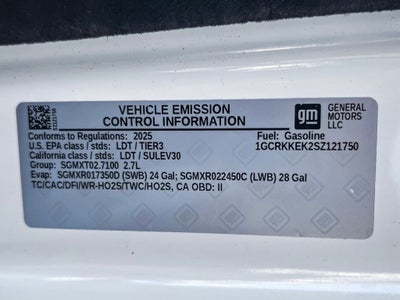 VEHICLE EMISSION
CONTROL INFORMATION
gm
GENERAL
MOTORS
LLC
Conforms to Regulations: 2025
Fuel: Gasoline
U.S. EPA class / stds: LDT / TIER3
1GCRKKEK2SZ121750
California class / stds: LDT / SULEV30
Group: SGMXT02.7100 2.7L
Evap: SGMXR017350D (SWB) 24 Gal; SGMXR022450C (LWB) 28 Gal
TC/CAC/DFI/WR-HO2S/TWC/HO2S, CA OBD: II